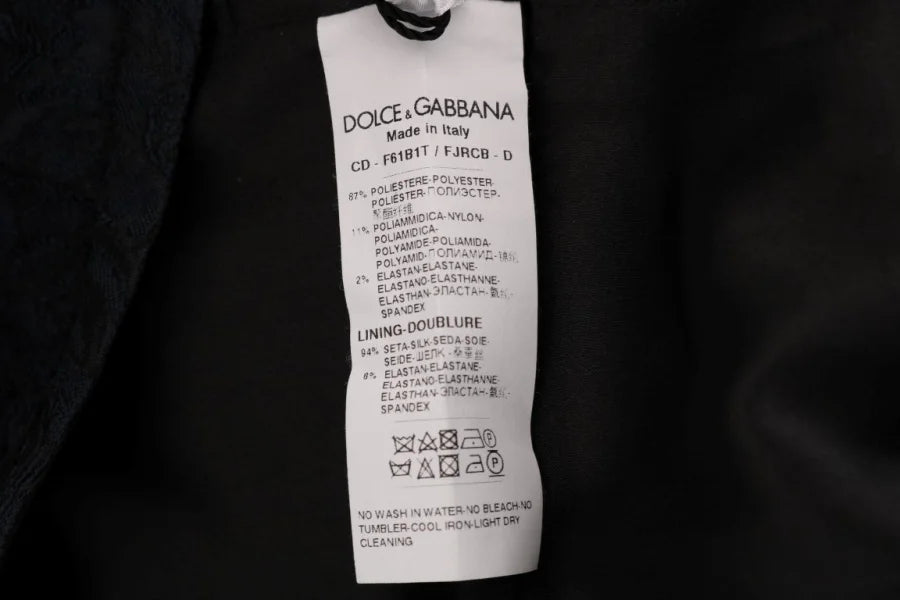 DOLCE & GABBANA
Made in Italy
CD - F61B1T / FJRCB - D
87% POLIESTERE-POLYESTER-
POLIÉSTER-ПОЛИЭСТЕР-
聚酯纤维
11% POLIAMMIDICA-NYLON-
POLIAMIDICA-
POLYAMIDE-POLIAMIDA-
POLYAMID-ПОЛИАМИД-锦纶
2% ELASTAN-ELASTANE-
ELASTANO-ELASTHANNE-
ELASTHAN-ЭЛАСТАН-氨纶-
SPANDEX
LINING-DOUBLURE
94% SETA-SILK-SEDA-SOIE-
SEIDE-ШЕЛК-桑蚕丝
6% ELASTAN-ELASTANE-
ELASTANO-ELASTHANNE-
ELASTHAN-ЭЛАСТАН-氨纶-
SPANDEX
P
P
NO WASH IN WATER-NO BLEACH-NO
TUMBLER-COOL IRON-LIGHT DRY
CLEANING